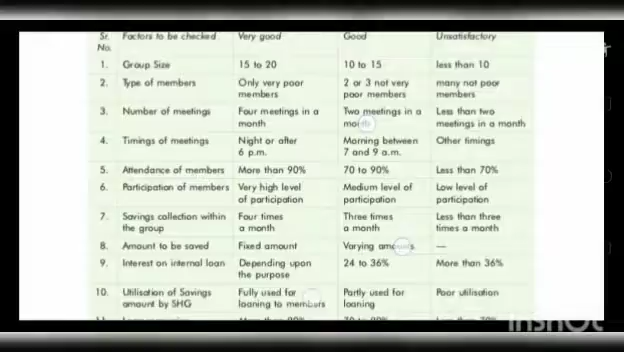 Sr. Factors to be checked Very good Good Unsatisfactory
No.
1. Group Size 15 to 20 10 to 15 less than 10
2. Type of members Only very poor 2 or 3 not very many not poor
members poor members members
3. Number of meetings Four meetings in a Two meetings in a Less than two
month month meetings in a month
4. Timings of meetings Night or after Morning between Other timings
6 p.m. 7 and 9 a.m.
5. Attendance of members More than 90% 70 to 90% Less than 70%
6. Participation of members Very high level Medium level of Low level of
of participation participation participation
7. Savings collection within Four times Three times Less than three
the group a month a month times a month
8. Amount to be saved Fixed amount Varying amounts —
9. Interest on internal loan Depending upon 24 to 36% More than 36%
the purpose
10. Utilisation of Savings Fully used for Partly used for Poor utilisation
amount by SHG loaning to members loaning
InShOt